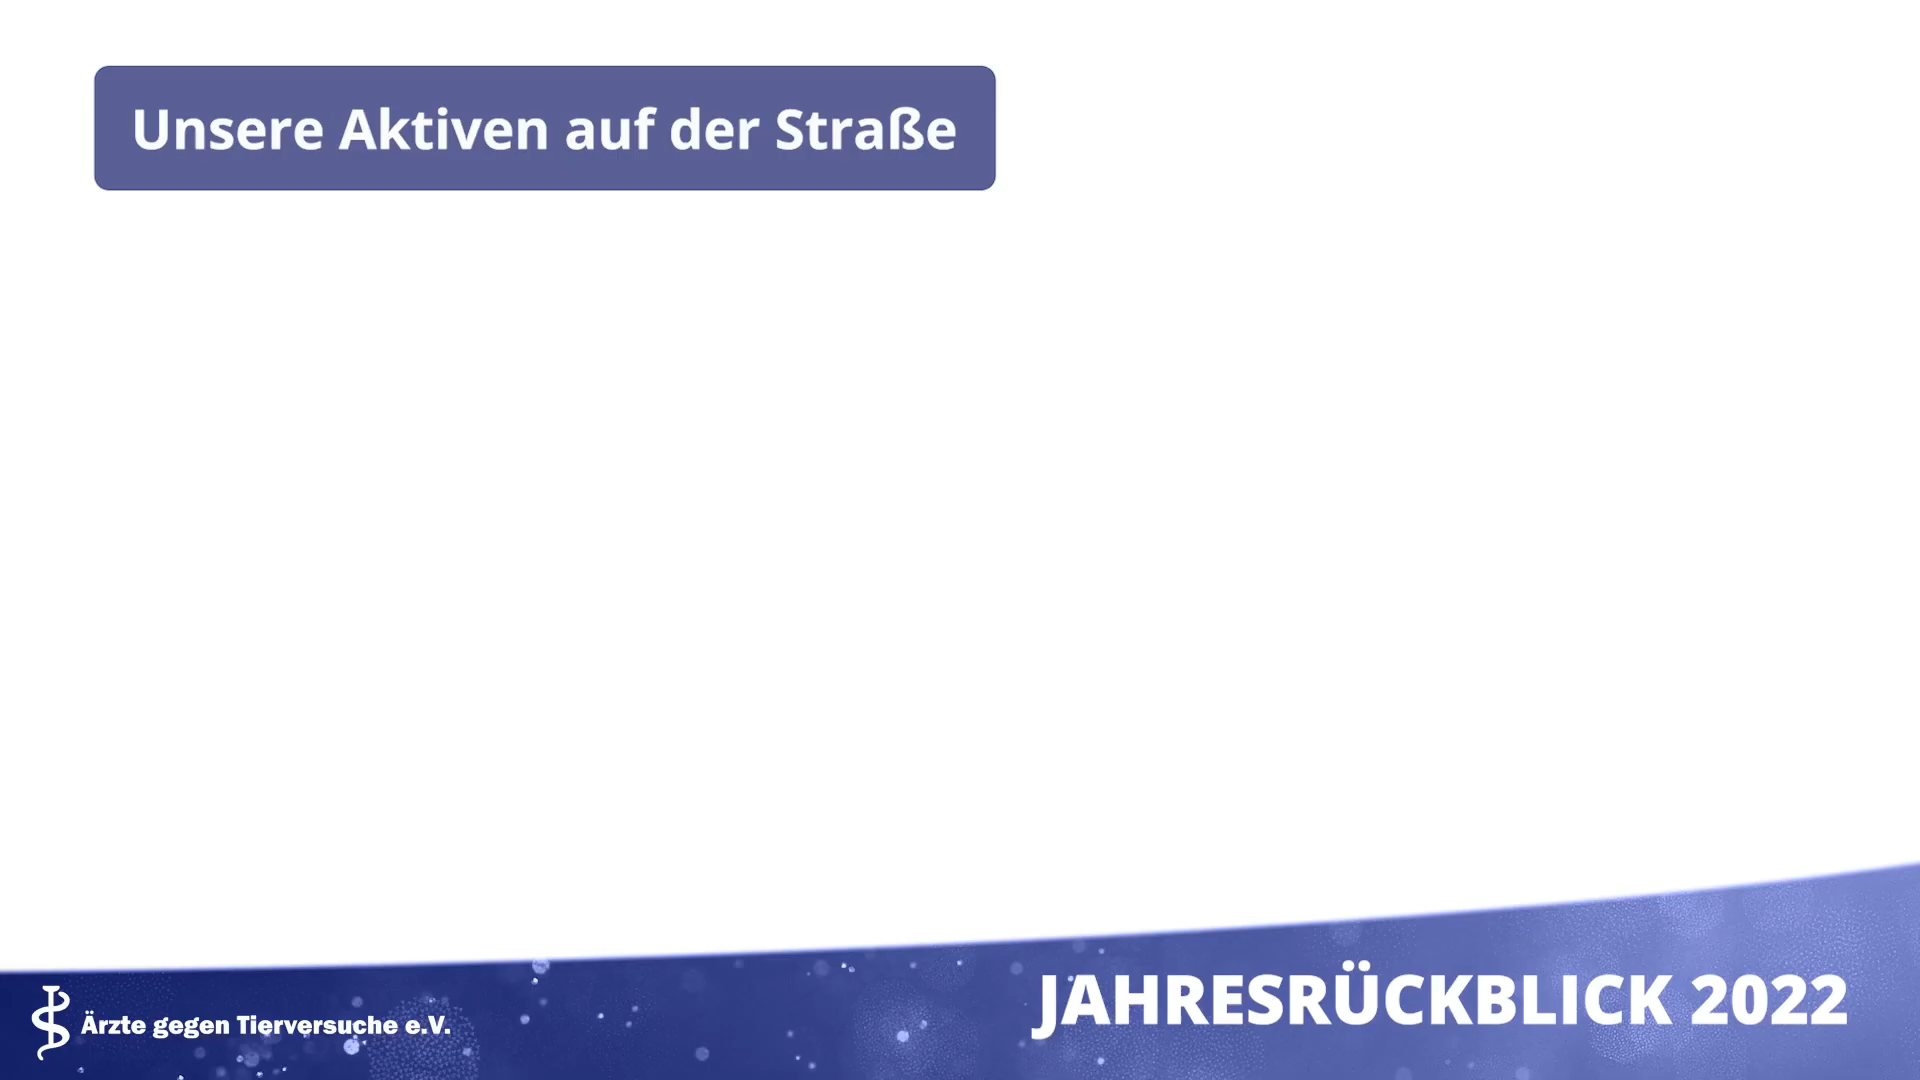 Unsere Aktiven auf der Straße
Ärzte gegen Tierversuche e.V.
JAHRESRÜCKBLICK 2022